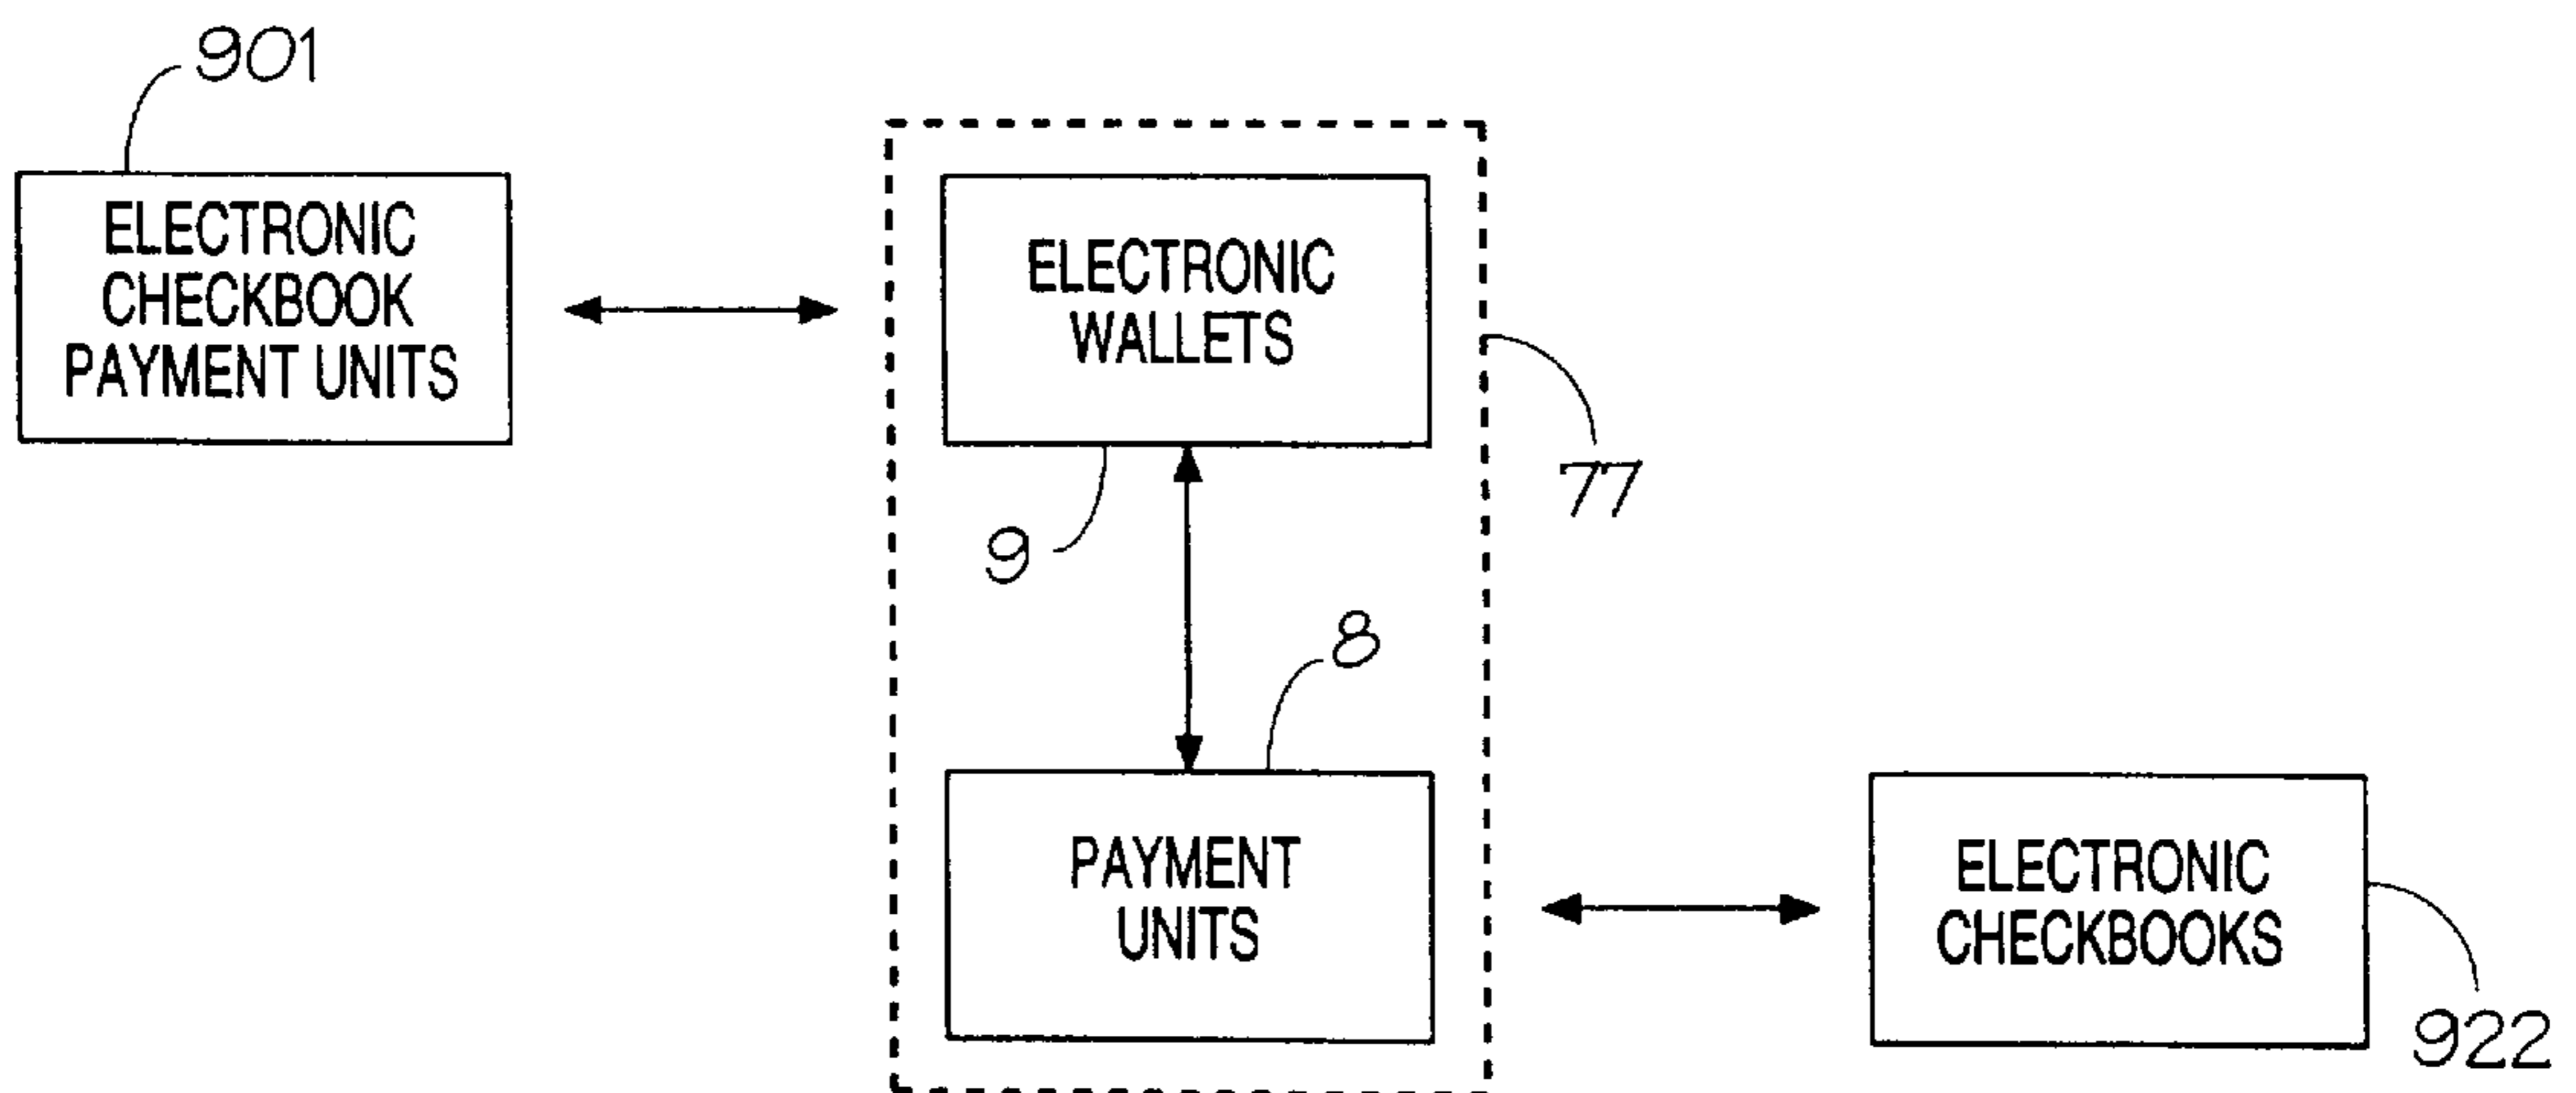 901
ELECTRONIC
CHECKBOOK
PAYMENT UNITS
ELECTRONIC
WALLETS
77
9
8
PAYMENT
UNITS
ELECTRONIC
CHECKBOOKS
922